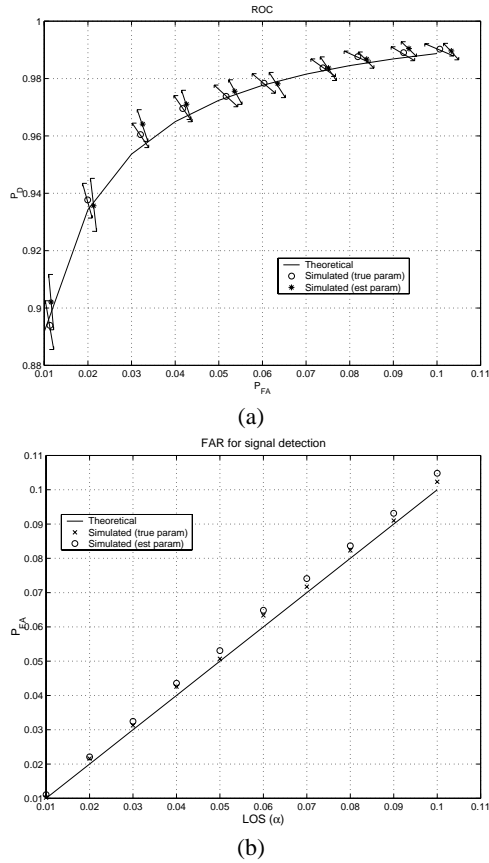 ROC
1
0.98
0.96
0.94
0.92
0.9
0.88
P_D
Theoretical
Simulated (true param)
Simulated (est param)
0.01 0.02 0.03 0.04 0.05 0.06 0.07 0.08 0.09 0.1 0.11
P_FA
(a)
FAR for signal detection
0.11
0.1
0.09
0.08
0.07
0.06
0.05
0.04
0.03
0.02
0.01
P_FA
Theoretical
Simulated (true param)
Simulated (est param)
0.01 0.02 0.03 0.04 0.05 0.06 0.07 0.08 0.09 0.1 0.11
LOS (α)
(b)